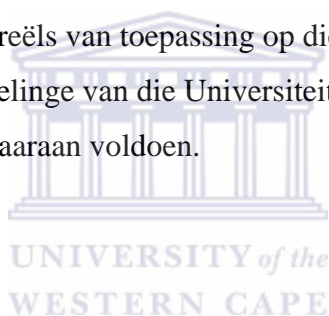 reëls van toepassing op die
elinge van die Universiteit
aaraan voldoen.
UNIVERSITY of the
WESTERN CAPE